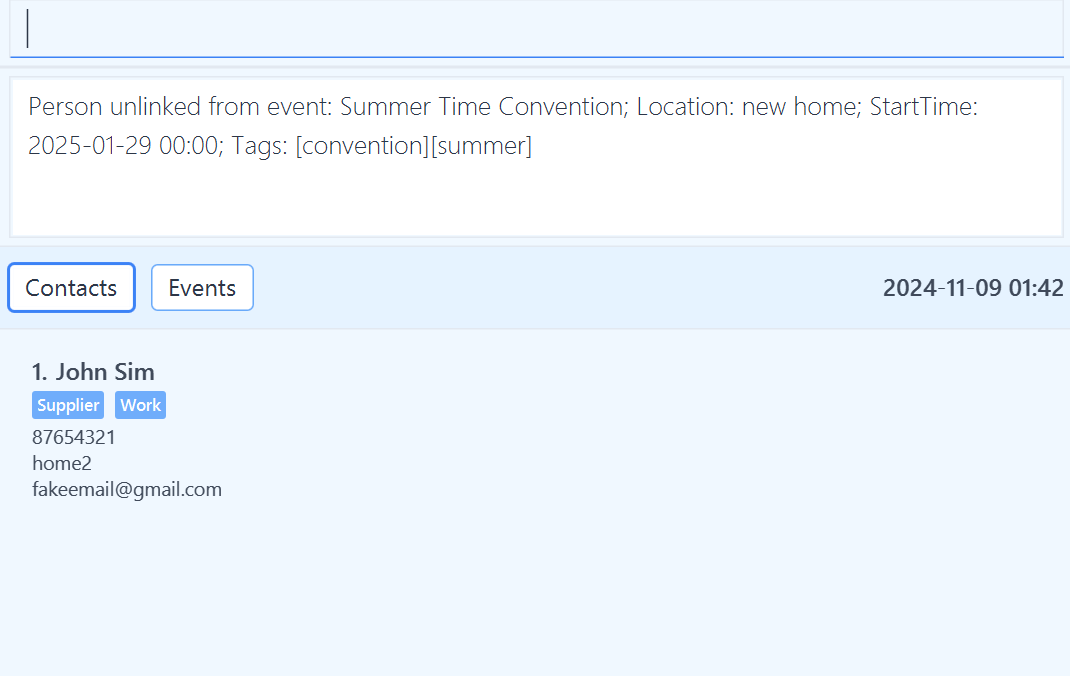 Person unlinked from event: Summer Time Convention; Location: new home; StartTime:
2025-01-29 00:00; Tags: [convention][summer]
Contacts Events 2024-11-09 01:42
1. John Sim
Supplier Work
87654321
home2
fakeemail@gmail.com